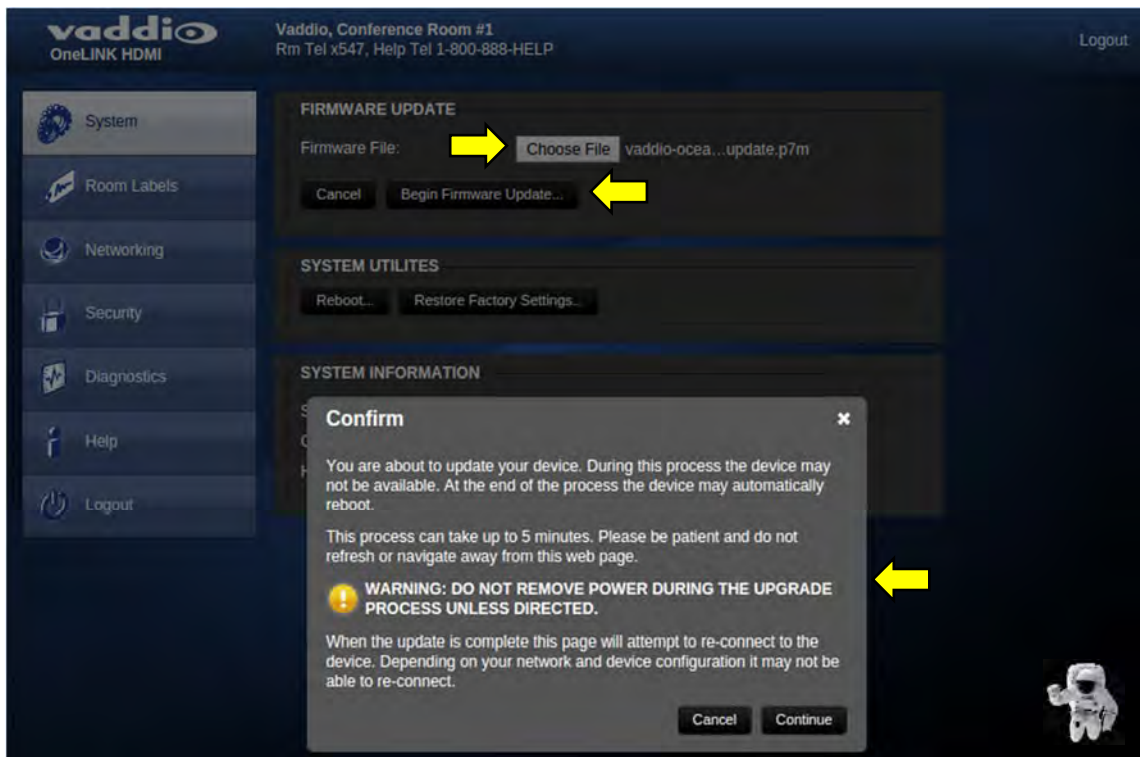 vaddio
OneLINK HDMI
Vaddio, Conference Room #1
Rm Tel x547, Help Tel 1-800-888-HELP
Logout
System
Room Labels
Networking
Security
Diagnostics
Help
Logout
FIRMWARE UPDATE
Firmware File:
Choose File
vaddio-ocea...update.p7m
Cancel
Begin Firmware Update...
SYSTEM UTILITES
Reboot...
Restore Factory Settings...
SYSTEM INFORMATION
Confirm
You are about to update your device. During this process the device may
not be available. At the end of the process the device may automatically
reboot.
This process can take up to 5 minutes. Please be patient and do not
refresh or navigate away from this web page.
WARNING: DO NOT REMOVE POWER DURING THE UPGRADE
PROCESS UNLESS DIRECTED.
When the update is complete this page will attempt to re-connect to the
device. Depending on your network and device configuration it may not be
able to re-connect.
Cancel
Continue